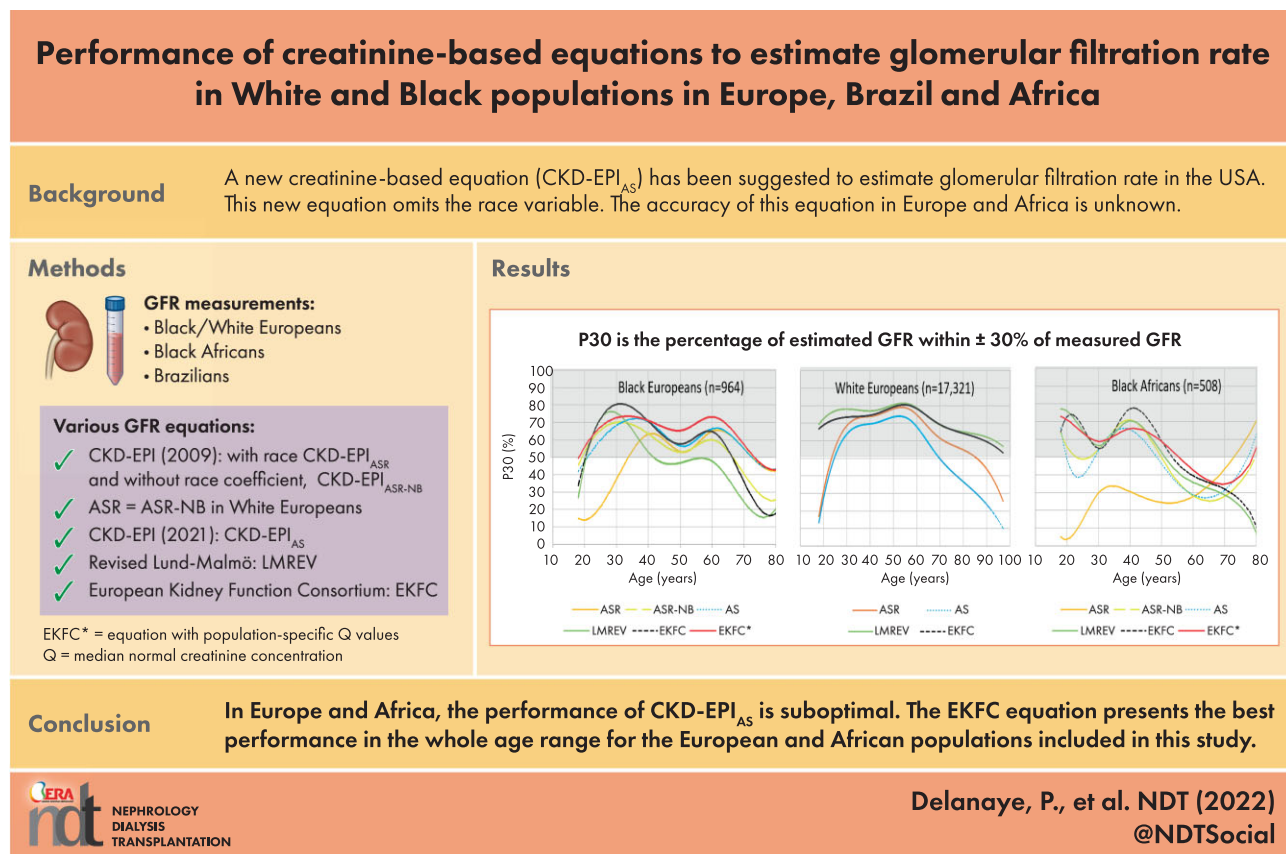 Performance of creatinine-based equations to estimate glomerular filtration rate
in White and Black populations in Europe, Brazil and Africa
Background
A new creatinine-based equation (CKD-EPI_AS) has been suggested to estimate glomerular filtration rate in the USA.
This new equation omits the race variable. The accuracy of this equation in Europe and Africa is unknown.
Methods
GFR measurements:
• Black/White Europeans
• Black Africans
• Brazilians
Various GFR equations:
✓ CKD-EPI (2009): with race CKD-EPI_ASR
and without race coefficient, CKD-EPI_ASR-NB
✓ ASR = ASR-NB in White Europeans
✓ CKD-EPI (2021): CKD-EPI_AS
✓ Revised Lund-Malmö: LMREV
✓ European Kidney Function Consortium: EKFC
EKFC* = equation with population-specific Q values
Q = median normal creatinine concentration
Results
P30 is the percentage of estimated GFR within ± 30% of measured GFR
P30 (%)
100
90
80
70
60
50
40
30
20
10
0
Black Europeans (n=964)
10 20 30 40 50 60 70 80
Age (years)
ASR ASR-NB AS
LMREV EKFC EKFC*
White Europeans (n=17,321)
10 20 30 40 50 60 70 80 90 100
Age (years)
ASR AS
LMREV EKFC
Black Africans (n=508)
10 20 30 40 50 60 70 80
Age (years)
ASR ASR-NB AS
LMREV EKFC EKFC*
Conclusion
In Europe and Africa, the performance of CKD-EPI_AS is suboptimal. The EKFC equation presents the best
performance in the whole age range for the European and African populations included in this study.
ERA
ndt
NEPHROLOGY
DIALYSIS
TRANSPLANTATION
Delanaye, P., et al. NDT (2022)
@NDTSocial